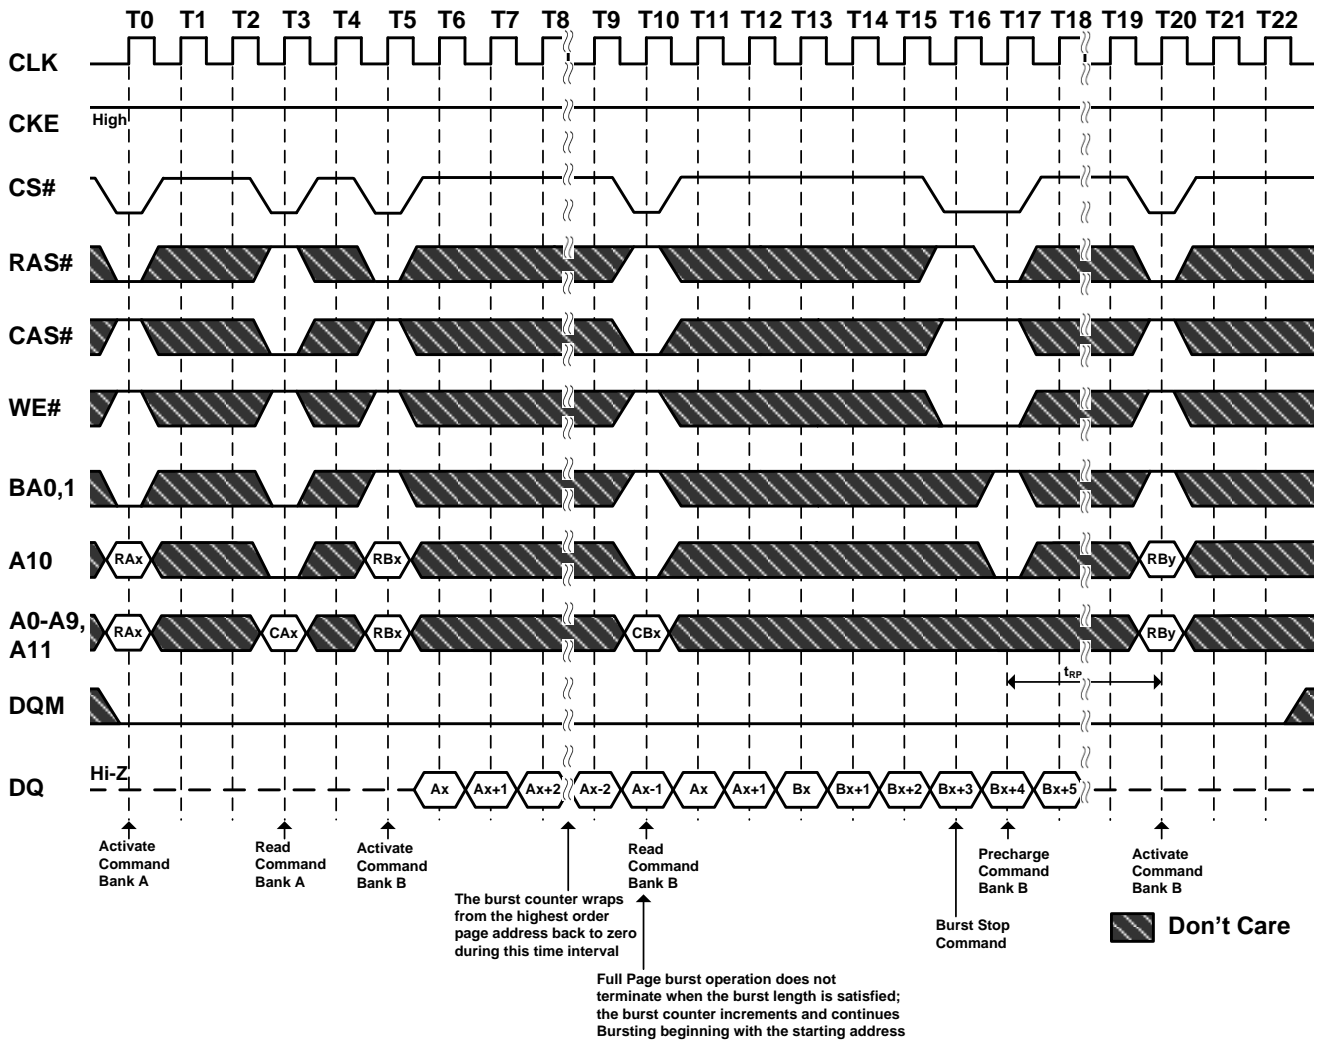 T0 T1 T2 T3 T4 T5 T6 T7 T8 T9 T10 T11 T12 T13 T14 T15 T16 T17 T18 T19 T20 T21 T22
CLK
CKE
High
CS#
RAS#
CAS#
WE#
BA0,1
A10
RAx RBx RBy
A0-A9,
A11
RAx CAx RBx CBx RBy
tRP
DQM
DQ
Hi-Z
Ax Ax+1 Ax+2 Ax-2 Ax-1 Ax Ax+1 Bx Bx+1 Bx+2 Bx+3 Bx+4 Bx+5
Activate
Command
Bank A
Read
Command
Bank A
Activate
Command
Bank B
The burst counter wraps
from the highest order
page address back to zero
during this time interval
Read
Command
Bank B
Full Page burst operation does not
terminate when the burst length is satisfied;
the burst counter increments and continues
Bursting beginning with the starting address
Burst Stop
Command
Precharge
Command
Bank B
Activate
Command
Bank B
Don't Care